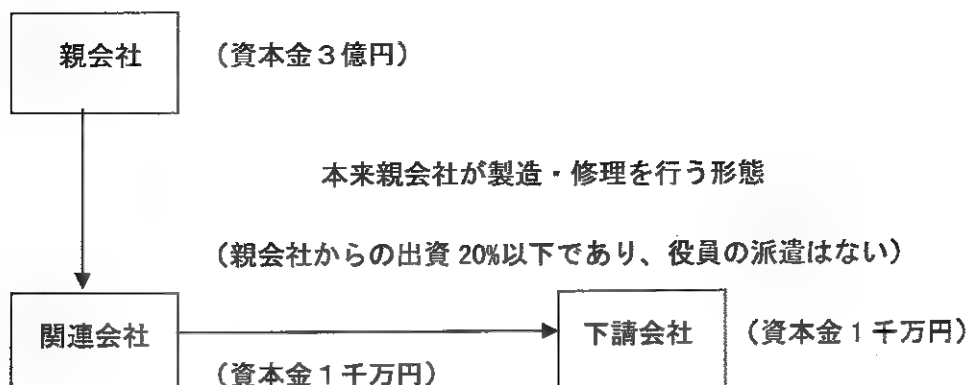 親会社 (資本金3億円)
本来親会社が製造・修理を行う形態
(親会社からの出資 20%以下であり、役員の派遣はない)
関連会社 下請会社 (資本金1千万円)
(資本金1千万円)